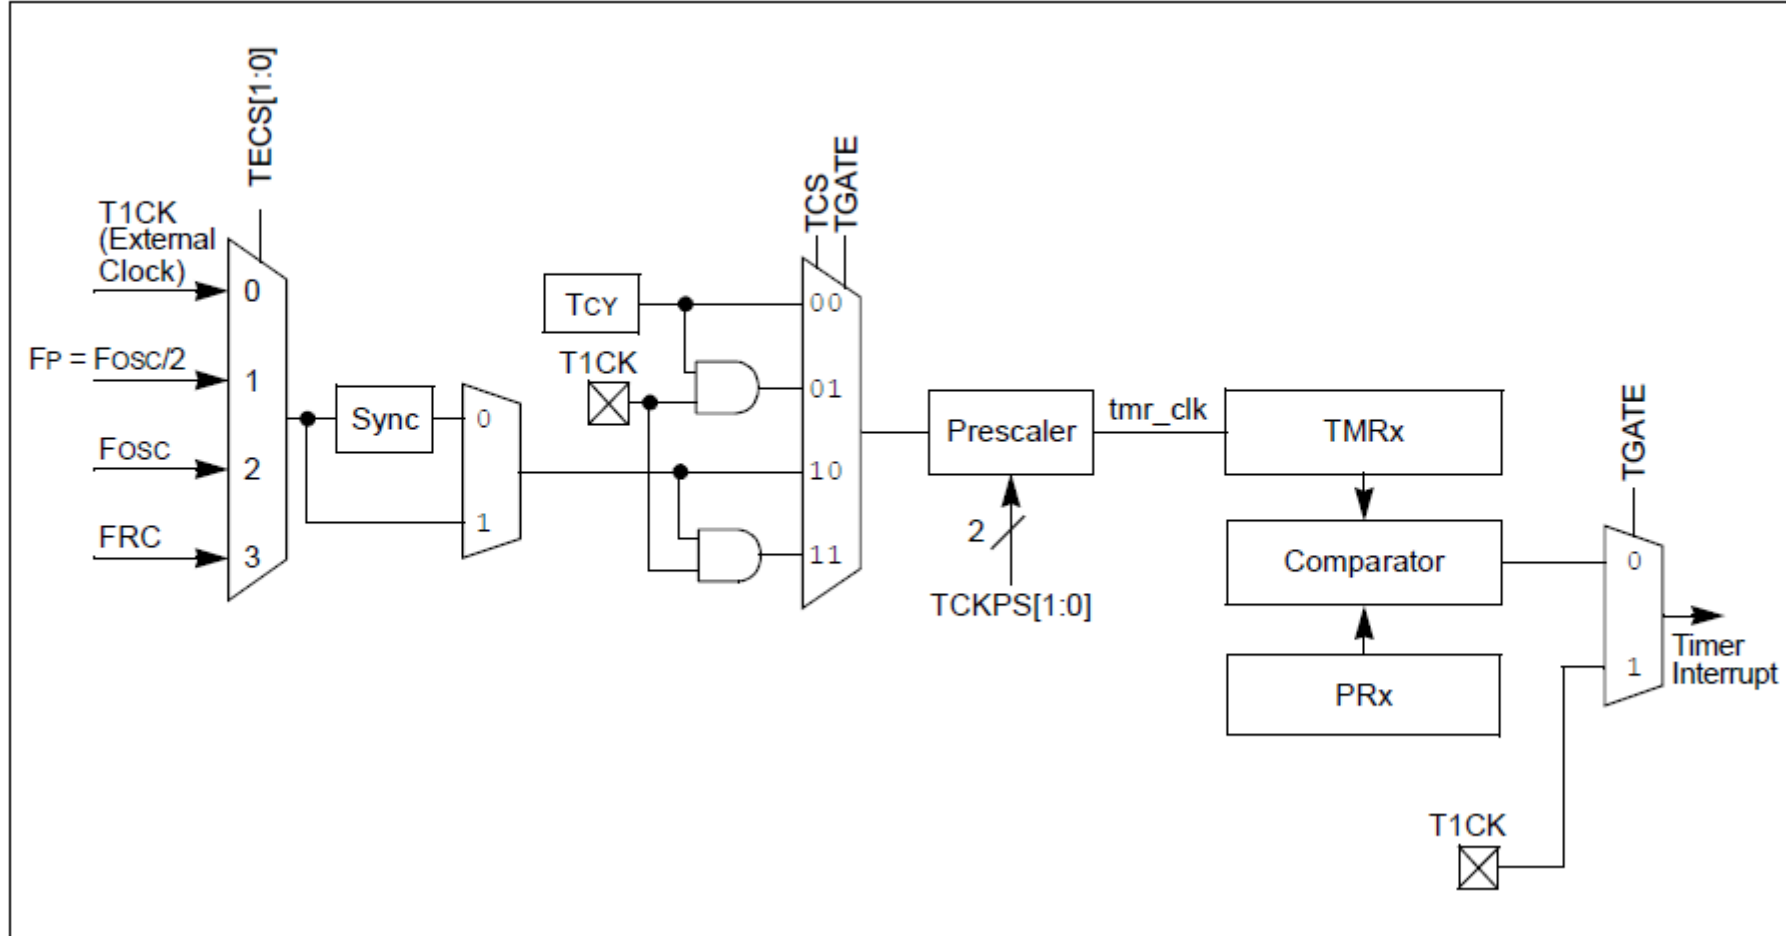 TECS[1:0]
T1CK
(External
Clock)
0
FP = FOSC/2
1
FOSC
2
FRC
3
Sync
0
1
TCY
T1CK
TCS
TGATE
00
01
10
11
Prescaler
2
TCKPS[1:0]
tmr_clk
TMRx
Comparator
PRx
TGATE
0
1
Timer
Interrupt
T1CK